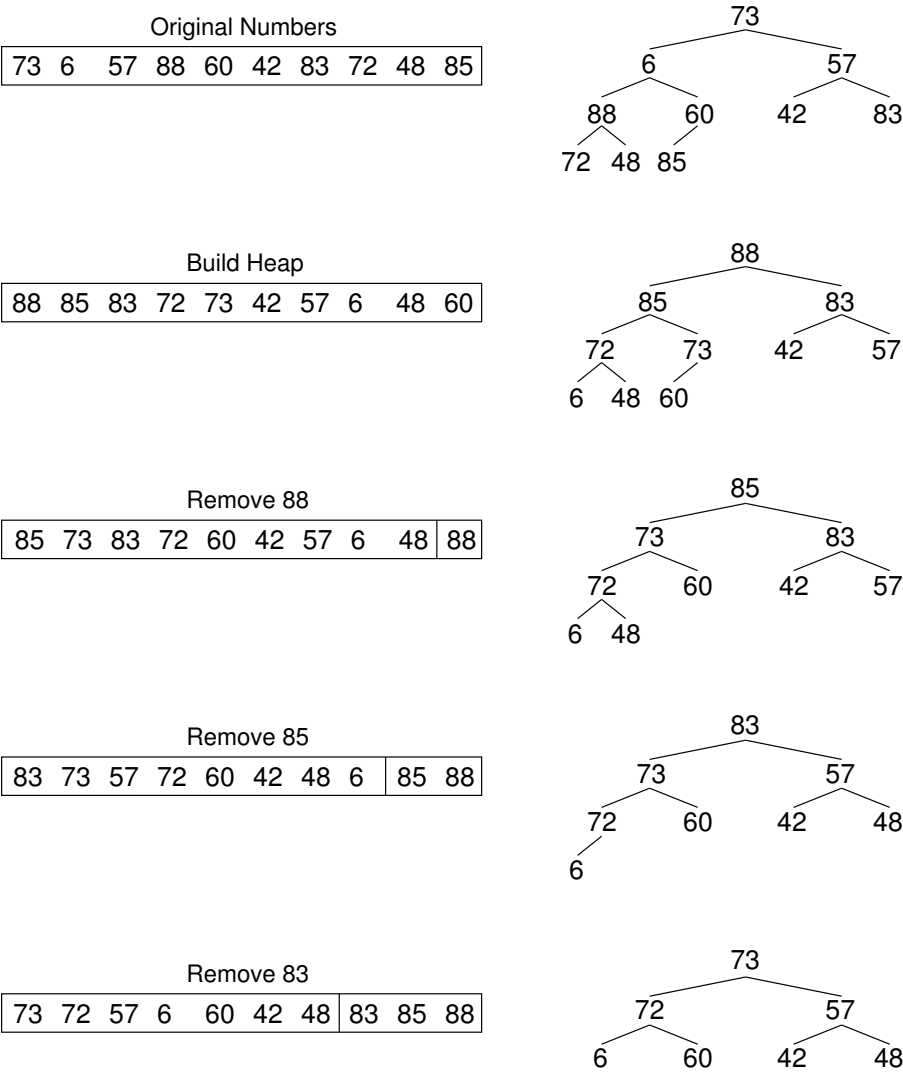 Original Numbers
73 6 57 88 60 42 83 72 48 85
73
6 57
88 60 42 83
72 48 85
Build Heap
88 85 83 72 73 42 57 6 48 60
88
85 83
72 73 42 57
6 48 60
Remove 88
85 73 83 72 60 42 57 6 48 88
85
73 83
72 60 42 57
6 48
Remove 85
83 73 57 72 60 42 48 6 85 88
83
73 57
72 60 42 48
6
Remove 83
73 72 57 6 60 42 48 83 85 88
73
72 57
6 60 42 48